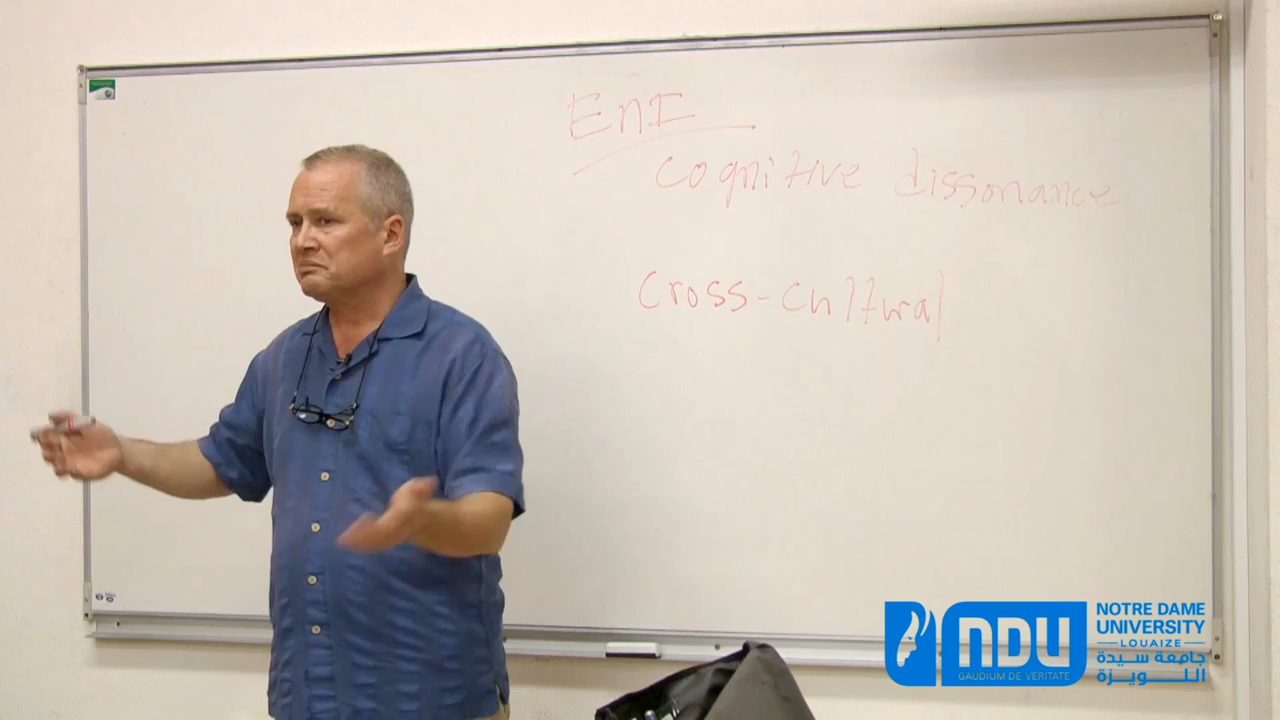 EnI
cognitive dissonance
cross-cultural
NDU
GAUDIUM DE VERITATE
NOTRE DAME
UNIVERSITY
LOUAIZE
جامعة سيدة
اللويزة